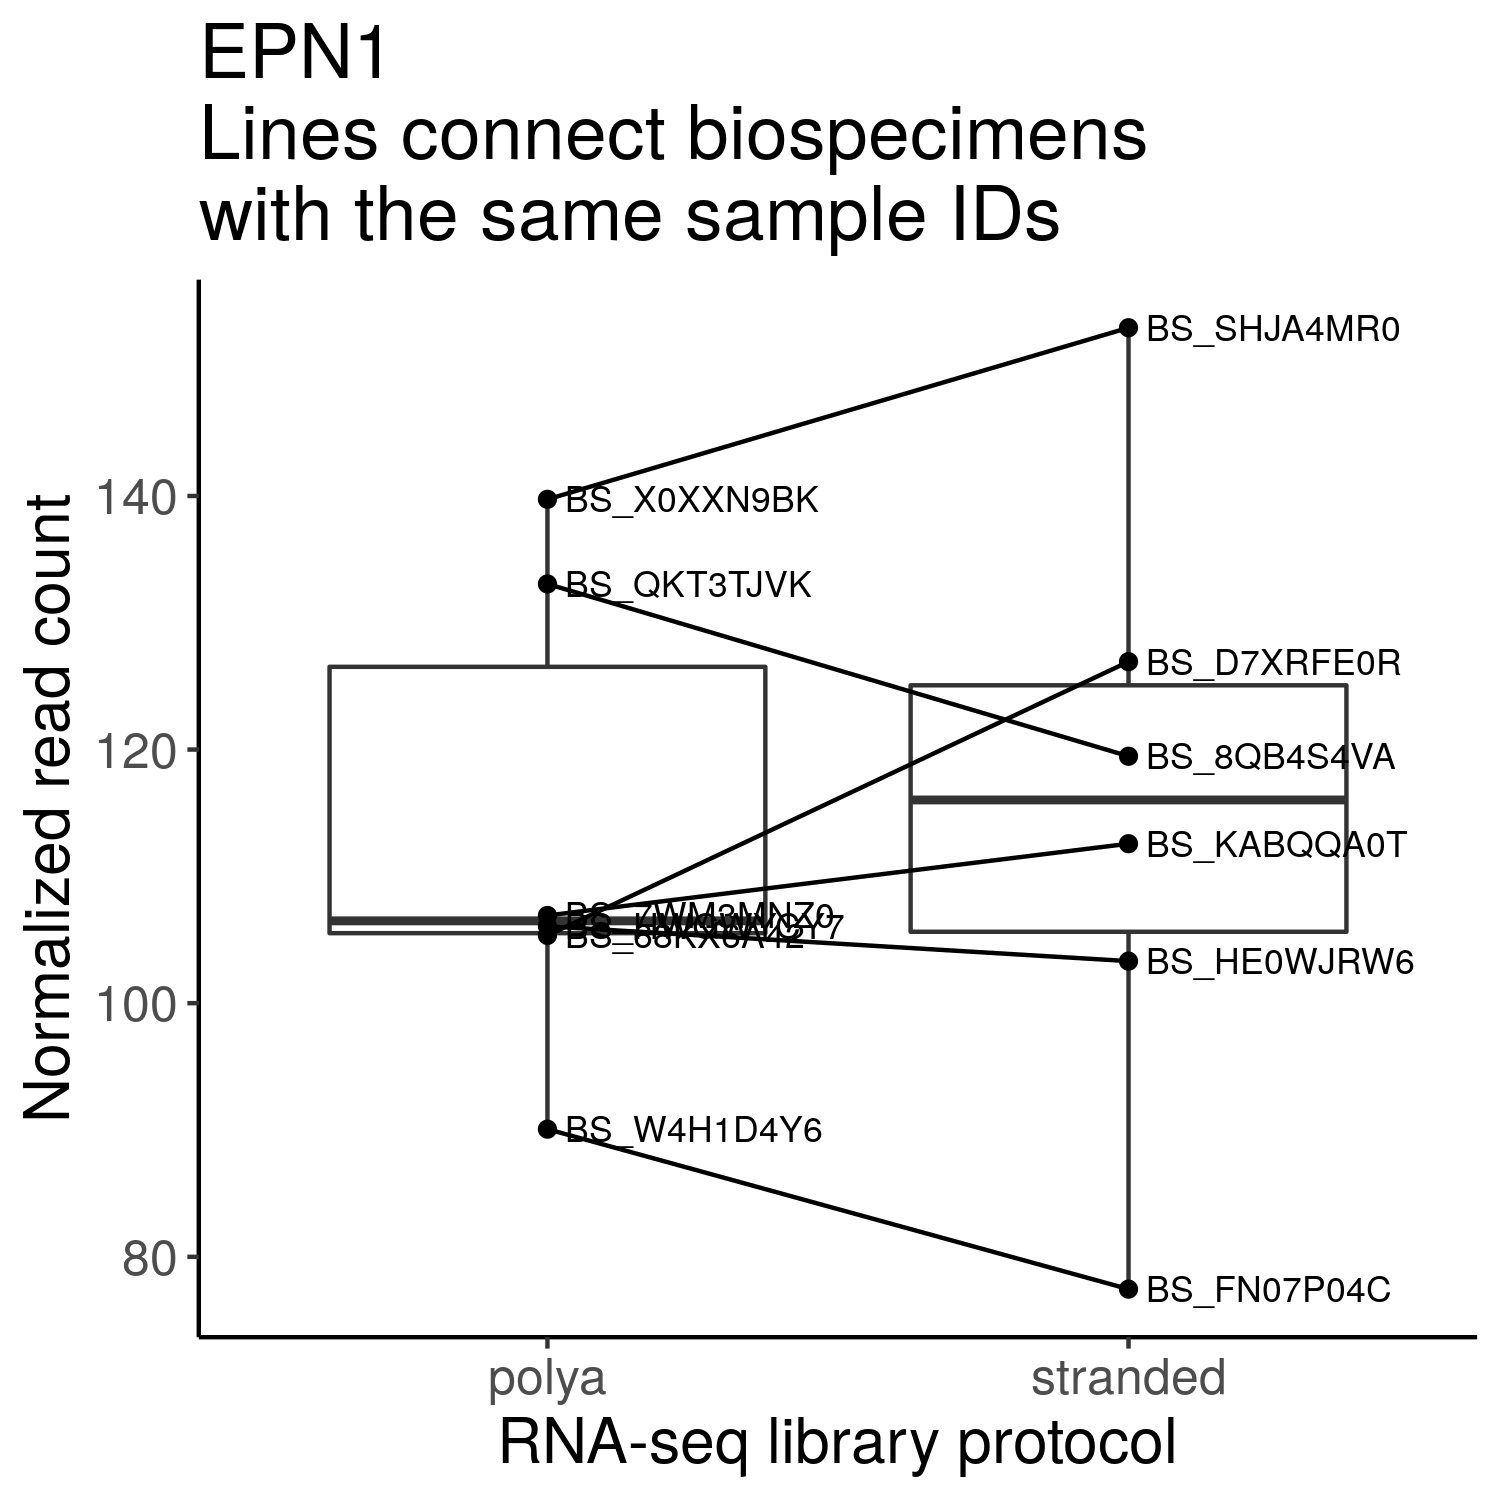 EPN1
Lines connect biospecimens
with the same sample IDs
Normalized read count
140
120
100
80
BS_SHJA4MR0
BS_X0XXN9BK
BS_QKT3TJVK
BS_D7XRFE0R
BS_8QB4S4VA
BS_KABQQA0T
BS_7WM3MNZ0
BS_HE0WJRW6
BS_W4H1D4Y6
BS_FN07P04C
polya
stranded
RNA-seq library protocol